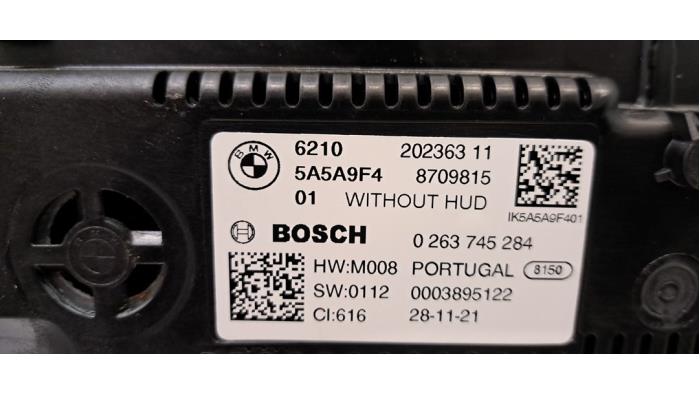 BMW
6210 202363 11
5A5A9F4 8709815
01 WITHOUT HUD
IK5A5A9F401
BOSCH 0 263 745 284
HW:M008 PORTUGAL 8150
SW:0112 0003895122
CI:616 28-11-21